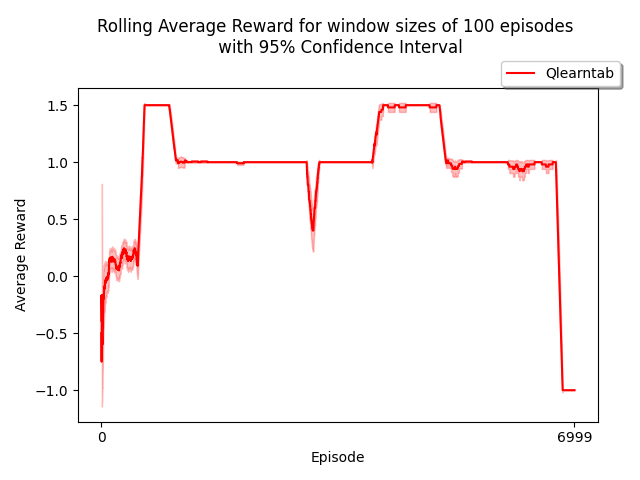 Rolling Average Reward for window sizes of 100 episodes
with 95% Confidence Interval
Qlearntab
1.5
1.0
0.5
0.0
−0.5
−1.0
Average Reward
0
6999
Episode